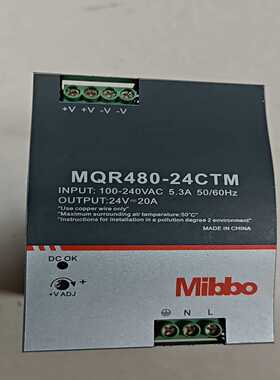 +V +V -V -V
MQR480-24CTM
INPUT: 100-240VAC 5.3A 50/60Hz
OUTPUT:24V⎓20A
"Use copper wire only"
"Maximum surrounding air temperature:50°C"
"Instructions for installation in a pollution degree 2 environment"
MADE IN CHINA
DC OK
+
+V ADJ
Mibbo
N L